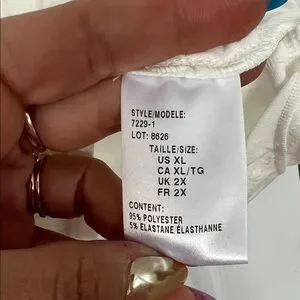 STYLE/MODELE:
7229-1
LOT: 8626
TAILLE/SIZE:
US XL
CA XL/TG
UK 2X
FR 2X
CONTENT:
95% POLYESTER
5% ELASTANE/ÉLASTHANNE